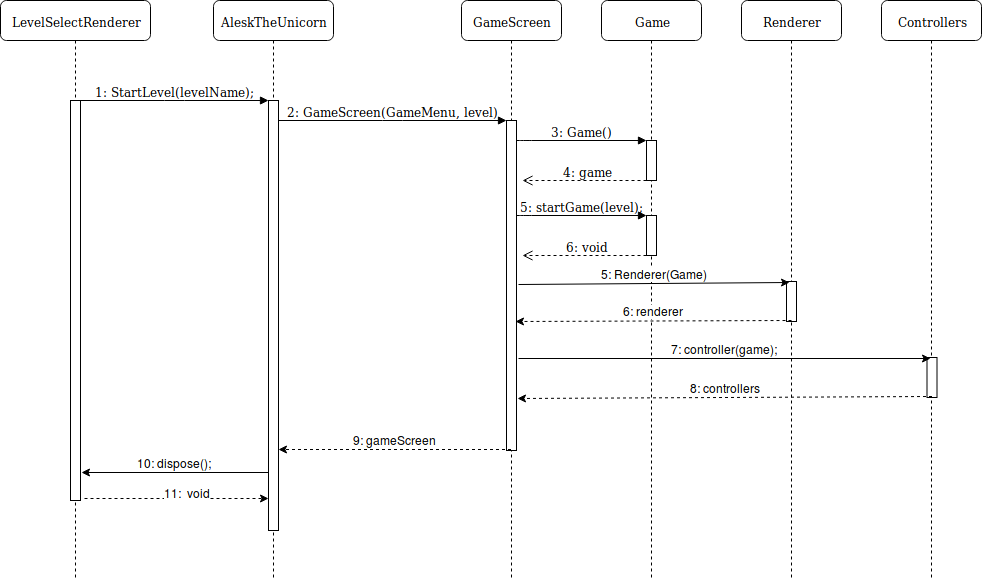 LevelSelectRenderer
AleskTheUnicorn
GameScreen
Game
Renderer
Controllers
1: StartLevel(levelName);
2: GameScreen(GameMenu, level)
3: Game()
4: game
5: startGame(level);
6: void
5: Renderer(Game)
6: renderer
7: controller(game);
8: controllers
9: gameScreen
10: dispose();
11: void